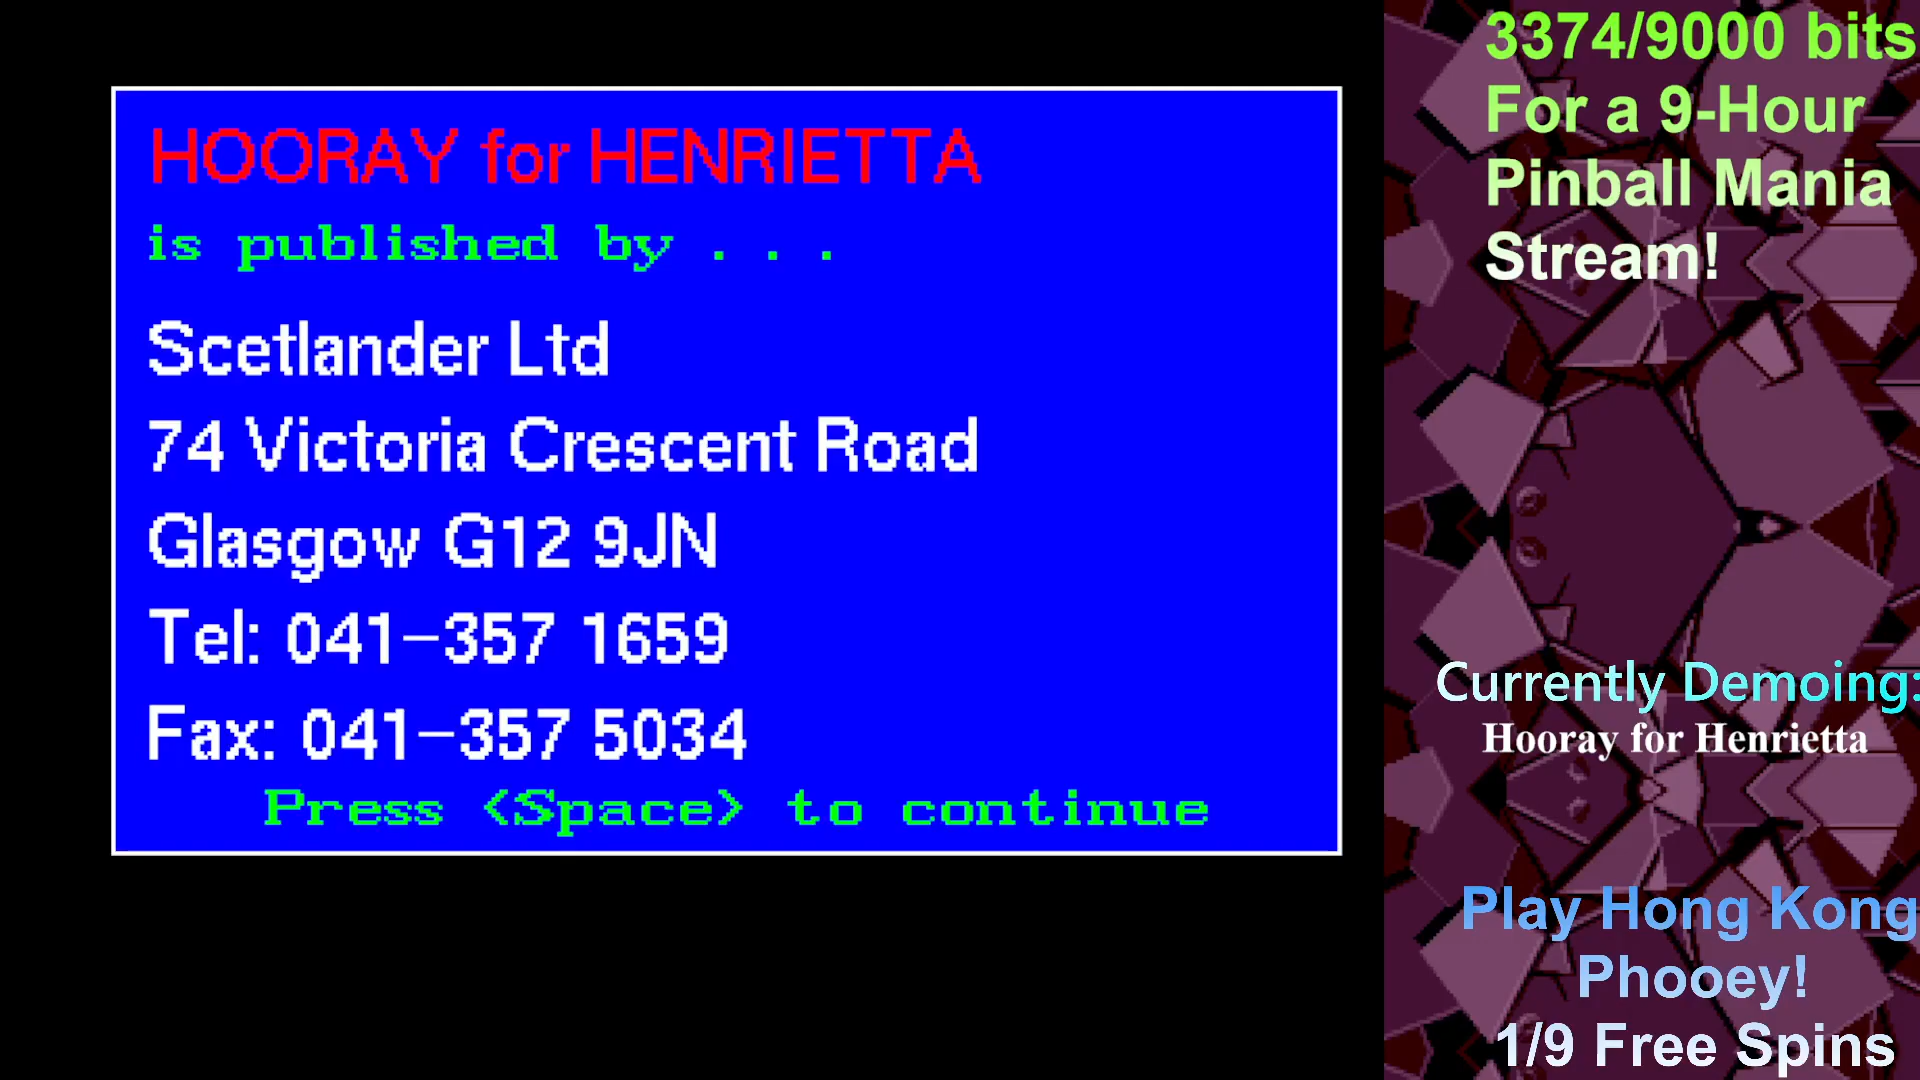 HOORAY for HENRIETTA
is published by . . .
Scetlander Ltd
74 Victoria Crescent Road
Glasgow G12 9JN
Tel: 041-357 1659
Fax: 041-357 5034
Press <Space> to continue
3374/9000 bits
For a 9-Hour
Pinball Mania
Stream!
Currently Demoing:
Hooray for Henrietta
Play Hong Kong
Phooey!
1/9 Free Spins